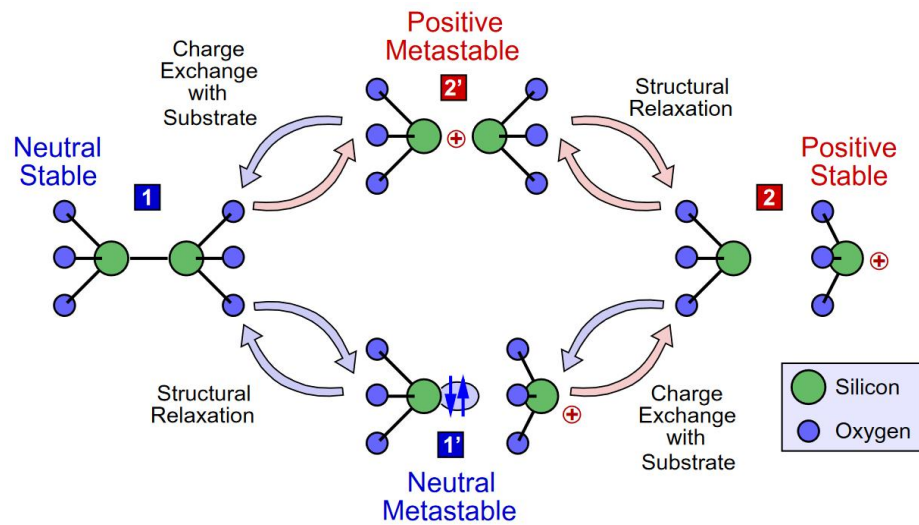 Positive
Metastable
2'
Charge
Exchange
with
Substrate
Structural
Relaxation
Neutral
Stable
1
Positive
Stable
2
Structural
Relaxation
1'
Neutral
Metastable
Charge
Exchange
with
Substrate
Silicon
Oxygen